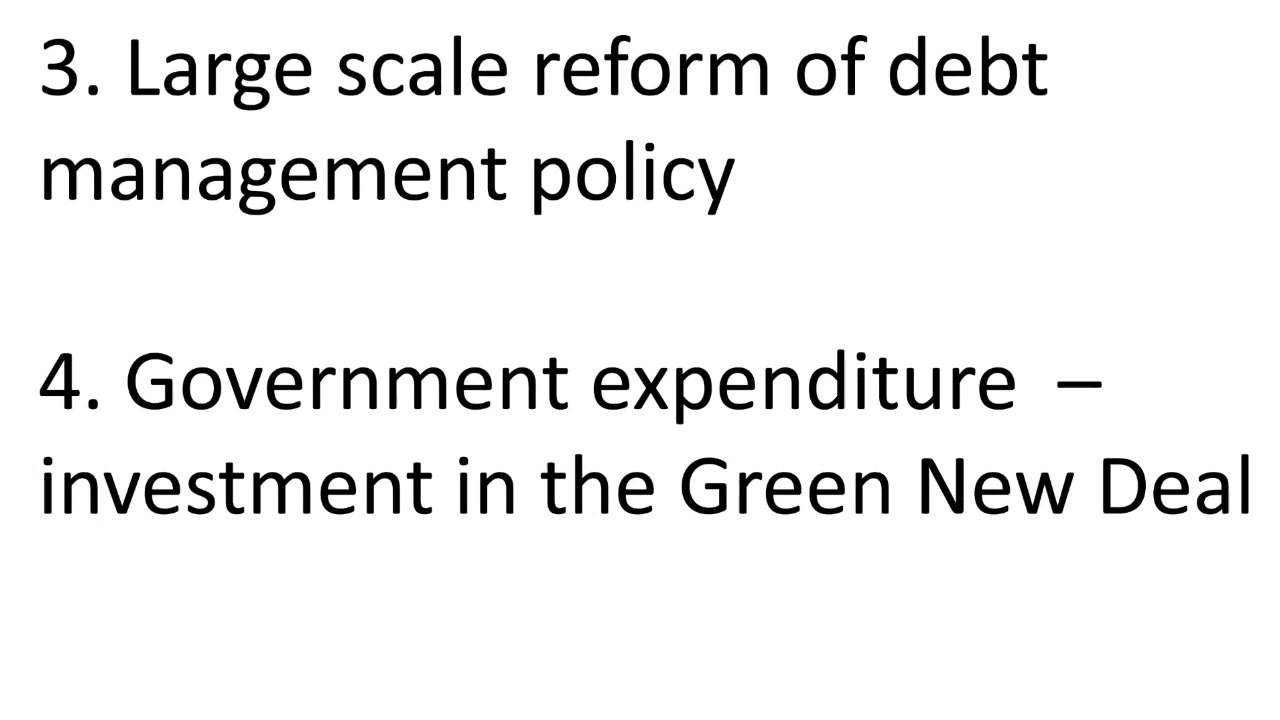 3. Large scale reform of debt
management policy
4. Government expenditure  –
investment in the Green New Deal